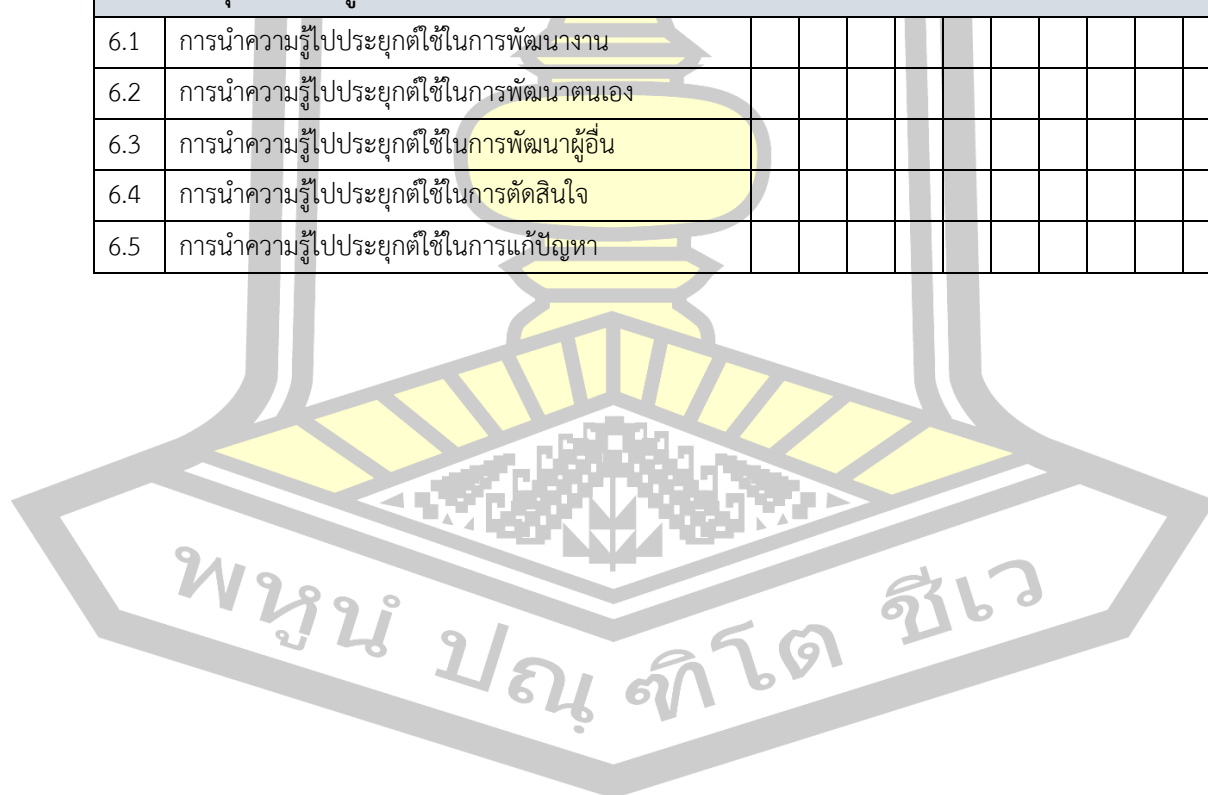 6.1 การนำความรู้ไปประยุกต์ใช้ในการพัฒนางาน
6.2 การนำความรู้ไปประยุกต์ใช้ในการพัฒนาตนเอง
6.3 การนำความรู้ไปประยุกต์ใช้ในการพัฒนาผู้อื่น
6.4 การนำความรู้ไปประยุกต์ใช้ในการตัดสินใจ
6.5 การนำความรู้ไปประยุกต์ใช้ในการแก้ปัญหา
พหูนํ ปณฺฑิโต ชีเว